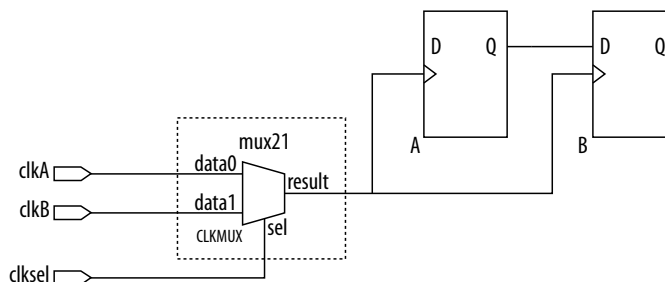 D Q D Q
A B
mux21
clkA data0
result
clkB data1
CLKMUX sel
clksel